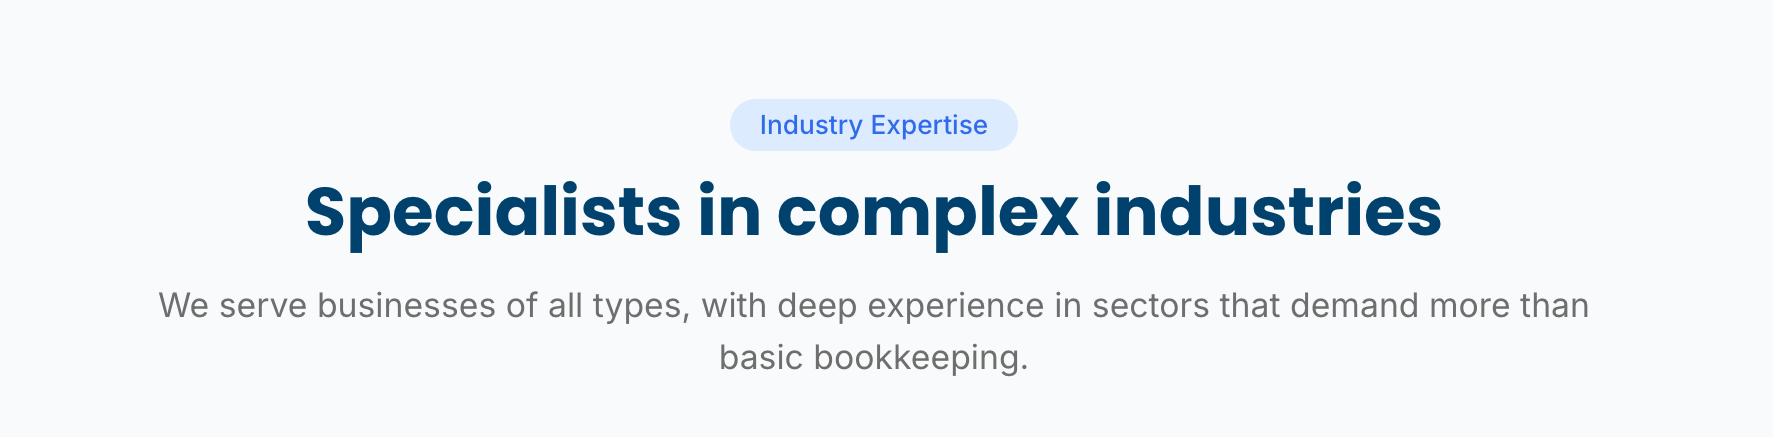 Industry Expertise
Specialists in complex industries
We serve businesses of all types, with deep experience in sectors that demand more than
basic bookkeeping.